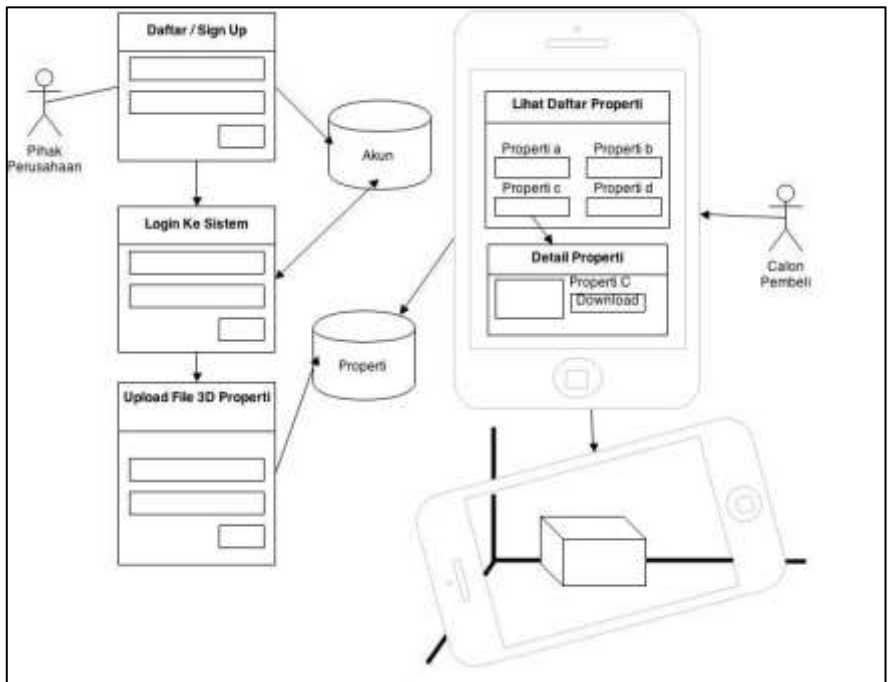 Daftar / Sign Up
Pihak
Perusahaan
Akun
Login Ke Sistem
Properti
Upload File 3D Properti
Lihat Daftar Properti
Properti a
Properti b
Properti c
Properti d
Detail Properti
Properti C
Download
Calon
Pembeli